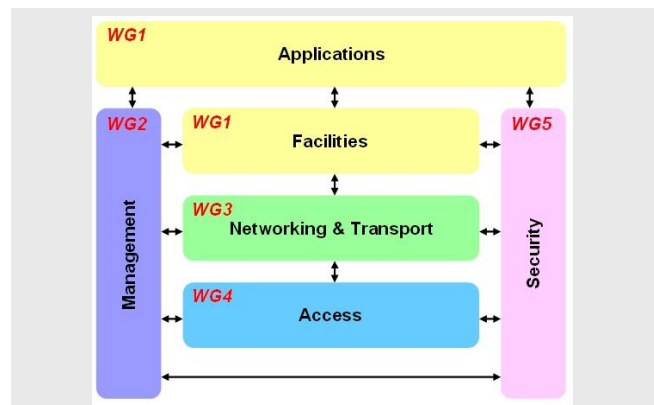 WG1
Applications
WG2
WG1
WG5
Facilities
WG3
Networking & Transport
Management
Security
WG4
Access